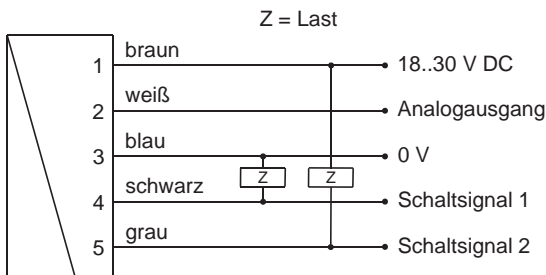 Z = Last
braun
1 18..30 V DC
weiß
2 Analogausgang
blau
3 0 V
Z Z
schwarz
4 Schaltsignal 1
grau
5 Schaltsignal 2